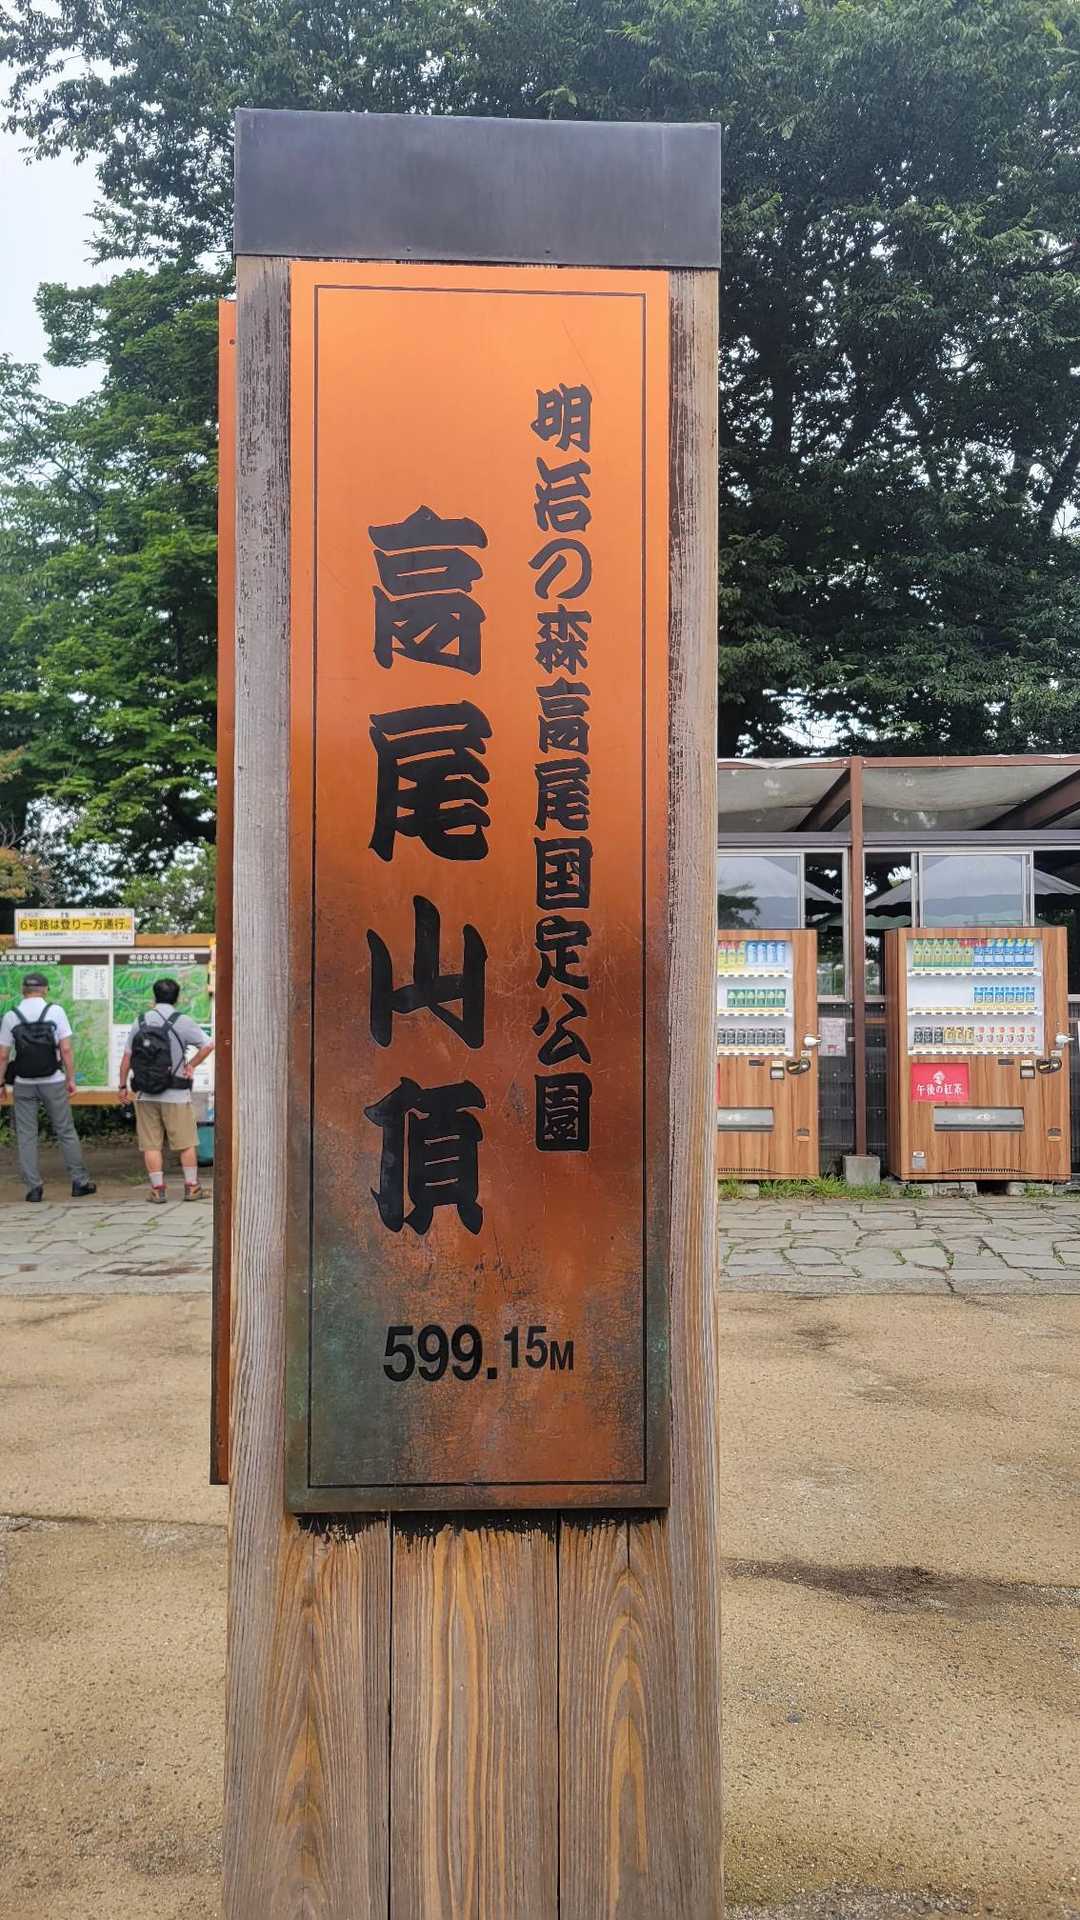 明治の森高尾国定公園
高尾山頂
599.15M
6号路は登り一方通行
午後の紅茶